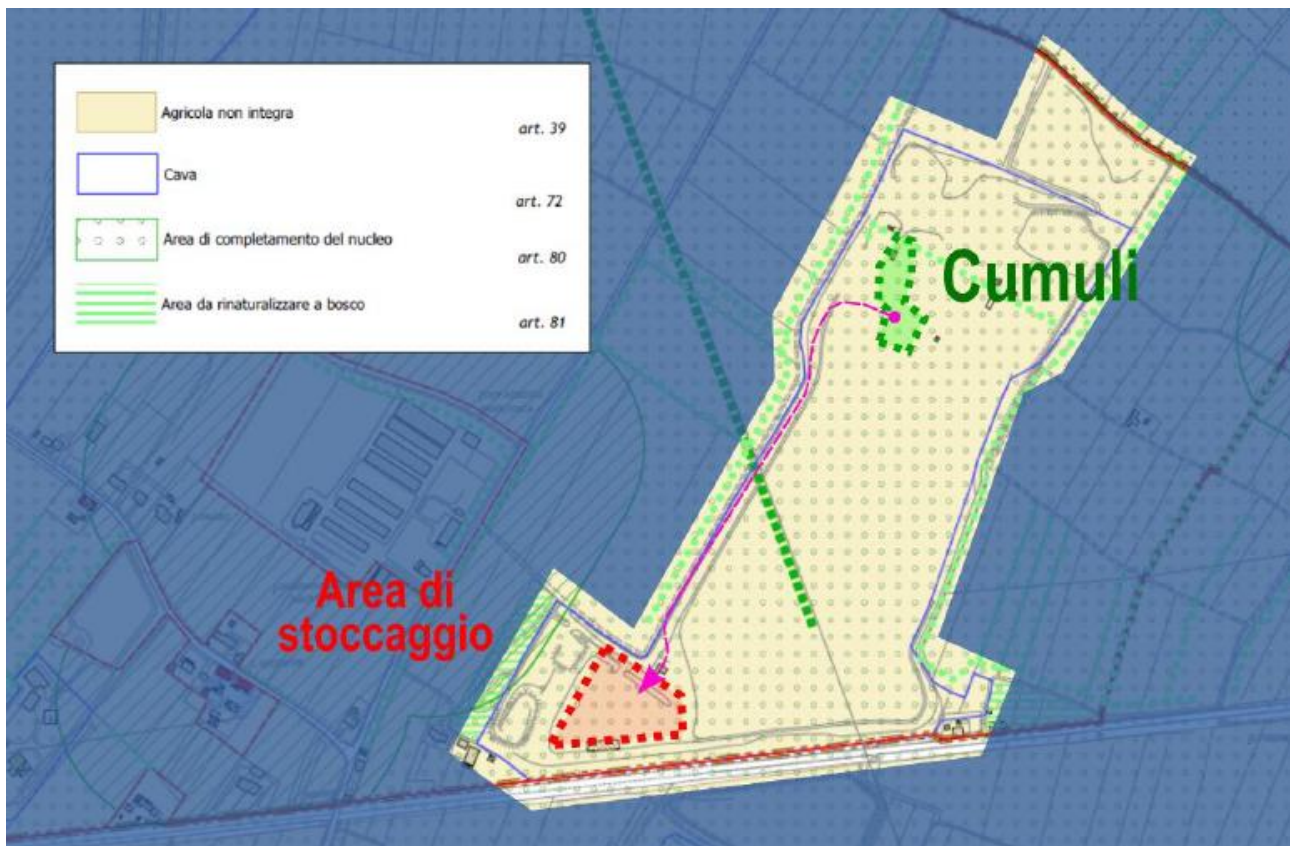 Agricola non integra
art. 39
Cava
art. 72
Area di completamento del nucleo
art. 80
Area da rinaturalizzare a bosco
art. 81
Cumuli
Area di
stoccaggio